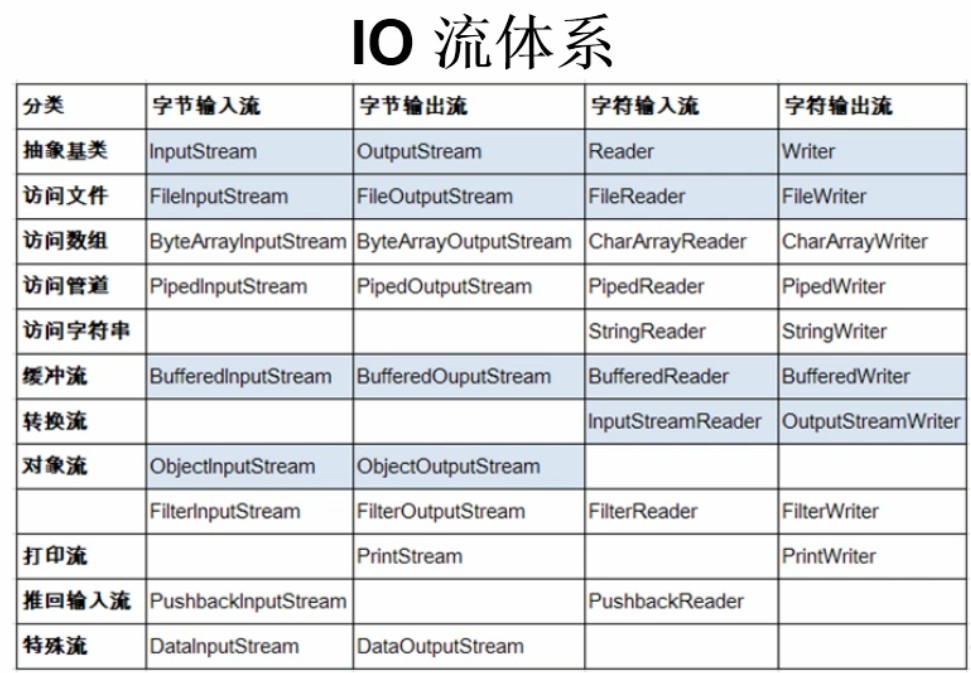 IO 流体系
分类 字节输入流 字节输出流 字符输入流 字符输出流
抽象基类 InputStream OutputStream Reader Writer
访问文件 FileInputStream FileOutputStream FileReader FileWriter
访问数组 ByteArrayInputStream ByteArrayOutputStream CharArrayReader CharArrayWriter
访问管道 PipedInputStream PipedOutputStream PipedReader PipedWriter
访问字符串 StringReader StringWriter
缓冲流 BufferedInputStream BufferedOuputStream BufferedReader BufferedWriter
转换流 InputStreamReader OutputStreamWriter
对象流 ObjectInputStream ObjectOutputStream
FilterInputStream FilterOutputStream FilterReader FilterWriter
打印流 PrintStream PrintWriter
推回输入流 PushbackInputStream PushbackReader
特殊流 DataInputStream DataOutputStream